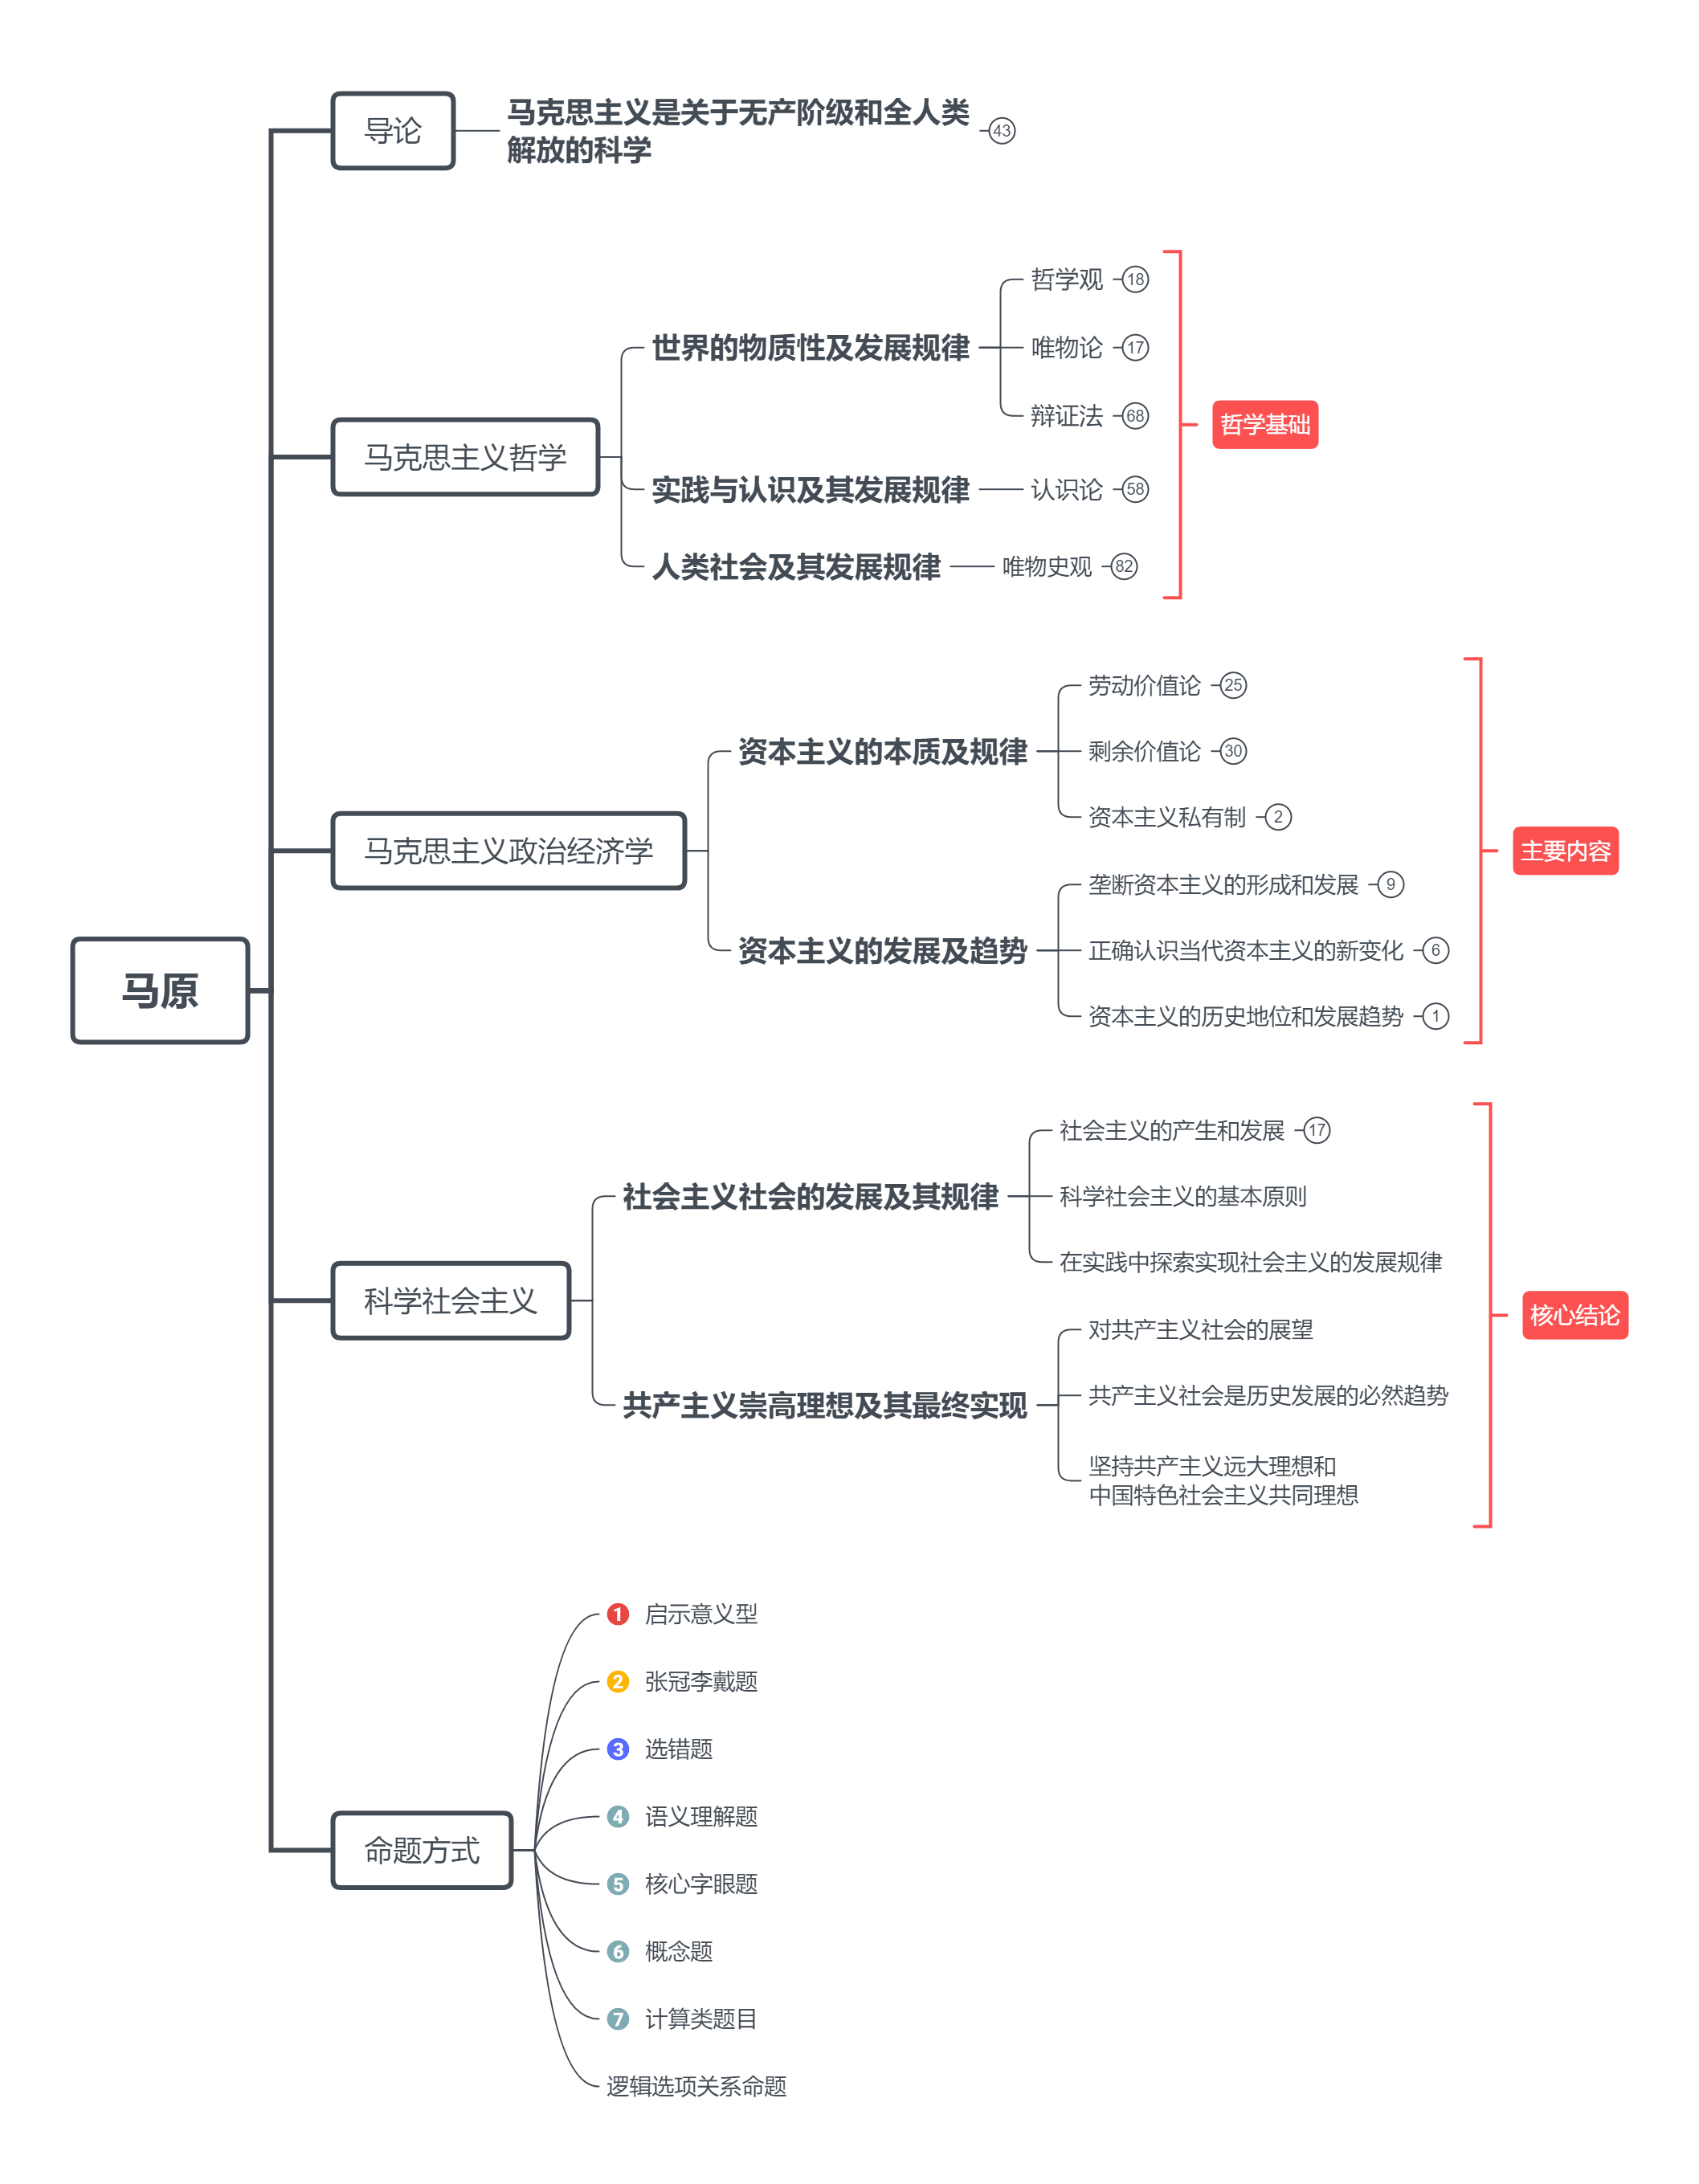 马原
导论
马克思主义是关于无产阶级和全人类
解放的科学
43
马克思主义哲学
世界的物质性及发展规律
哲学观
18
唯物论
17
辩证法
68
实践与认识及其发展规律
认识论
58
人类社会及其发展规律
唯物史观
82
哲学基础
马克思主义政治经济学
资本主义的本质及规律
劳动价值论
25
剩余价值论
30
资本主义私有制
2
资本主义的发展及趋势
垄断资本主义的形成和发展
9
正确认识当代资本主义的新变化
6
资本主义的历史地位和发展趋势
1
主要内容
科学社会主义
社会主义社会的发展及其规律
社会主义的产生和发展
17
科学社会主义的基本原则
在实践中探索实现社会主义的发展规律
共产主义崇高理想及其最终实现
对共产主义社会的展望
共产主义社会是历史发展的必然趋势
坚持共产主义远大理想和
中国特色社会主义共同理想
核心结论
命题方式
1 启示意义型
2 张冠李戴题
3 选错题
4 语义理解题
5 核心字眼题
6 概念题
7 计算类题目
逻辑选项关系命题